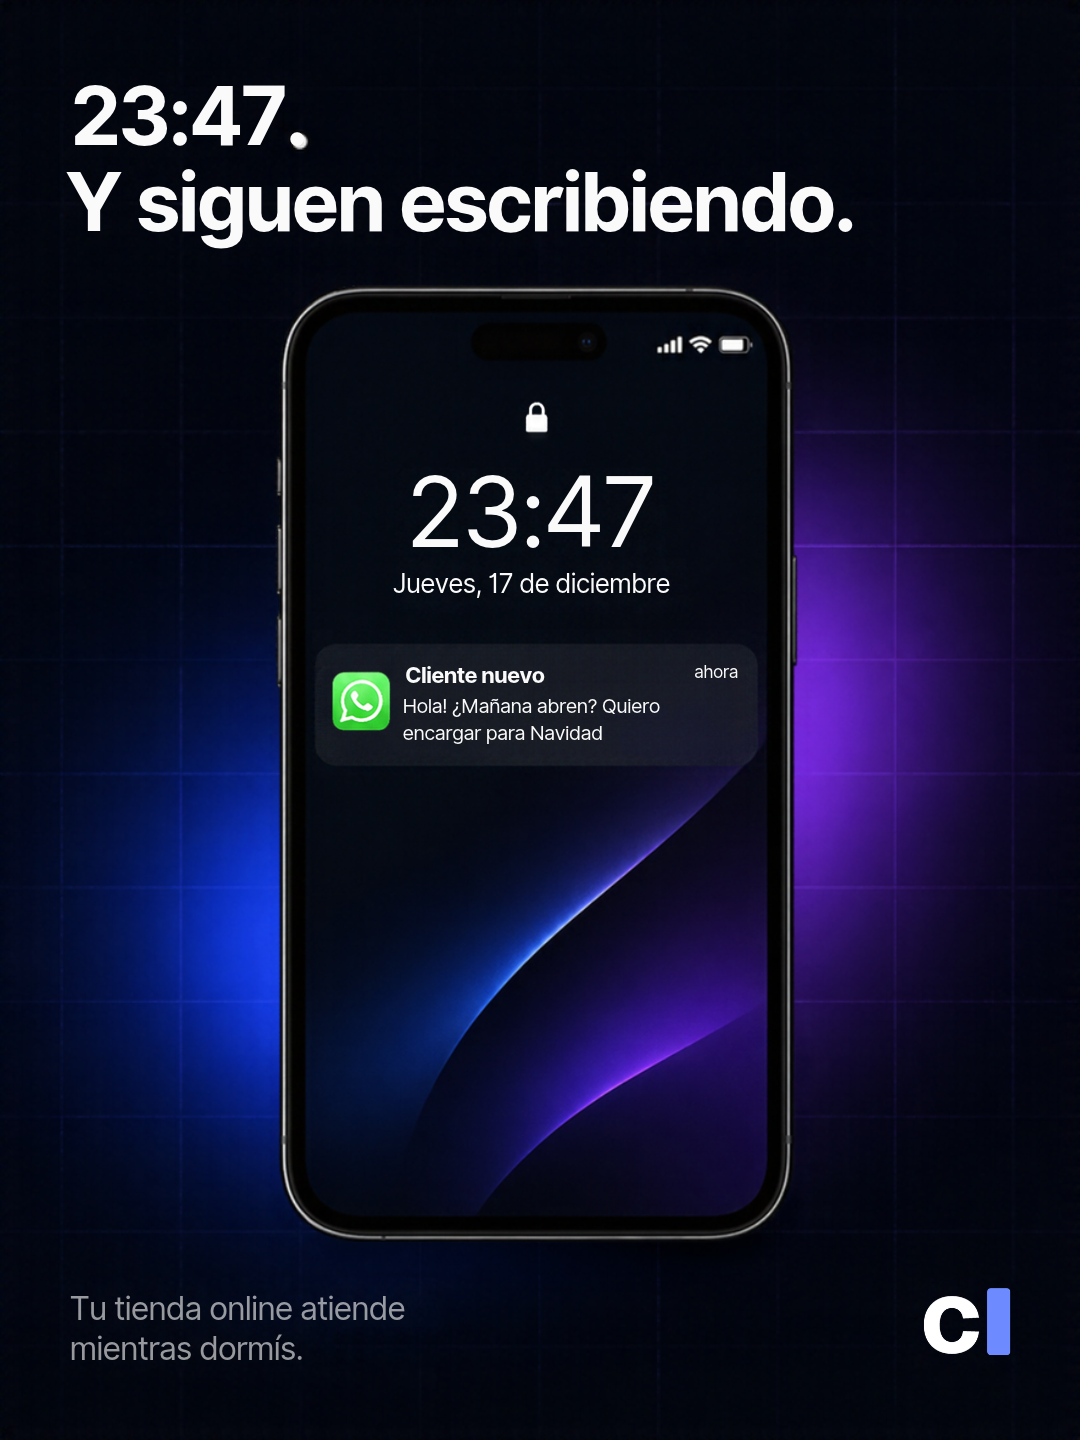 23:47.
Y siguen escribiendo.
23:47
Jueves, 17 de diciembre
Cliente nuevo
ahora
Hola! ¿Mañana abren? Quiero
encargar para Navidad
Tu tienda online atiende
mientras dormís.
c